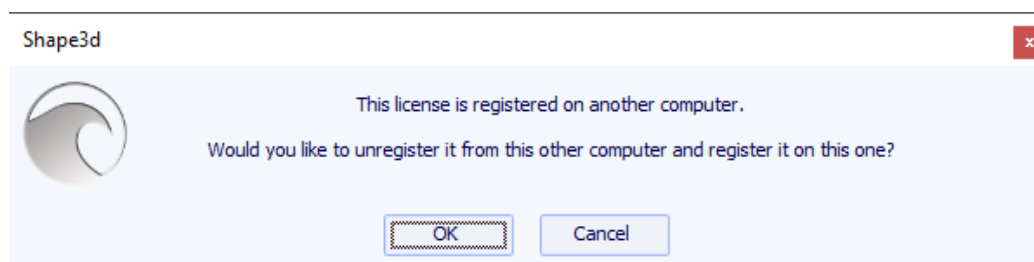 Shape3d
This license is registered on another computer.
Would you like to unregister it from this other computer and register it on this one?
OK
Cancel